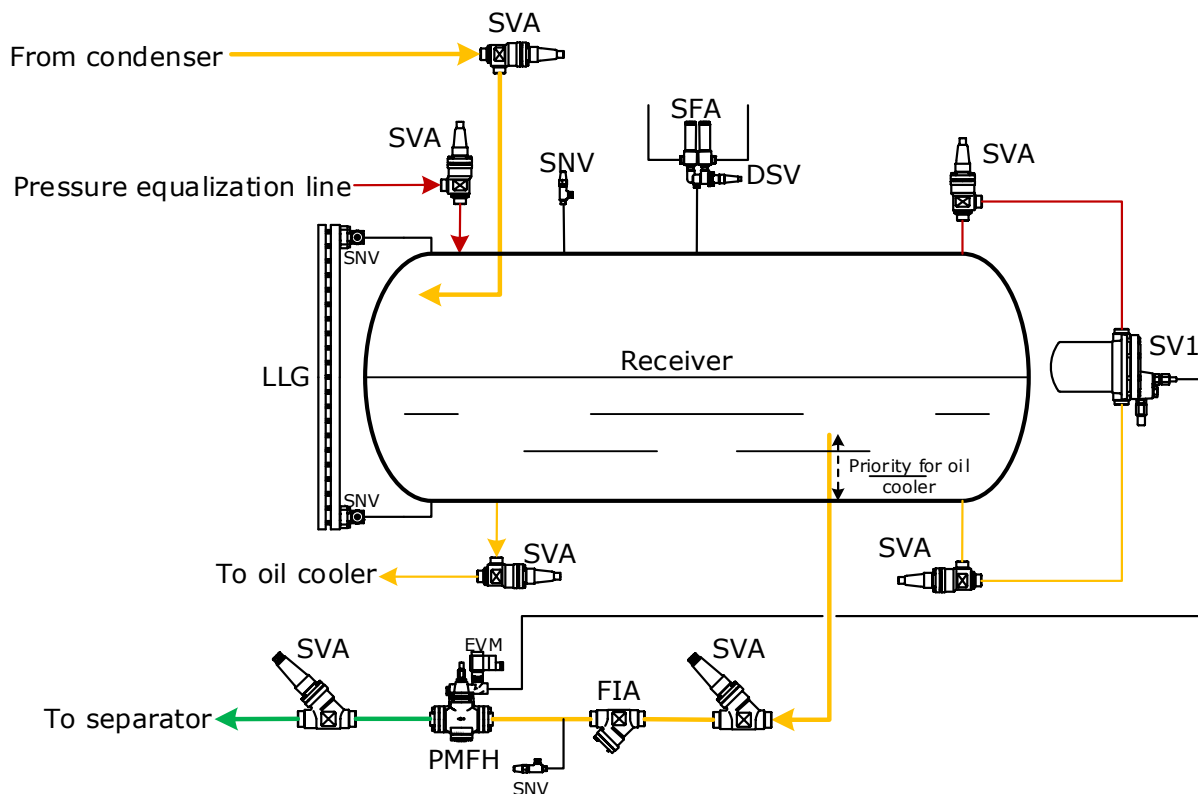 SVA
From condenser
SFA
SVA
SNV
SVA
DSV
Pressure equalization line
SNV
SV1
Receiver
LLG
Priority for oil
cooler
SNV
SVA
SVA
To oil cooler
SVA
EVM
SVA
FIA
To separator
PMFH
SNV